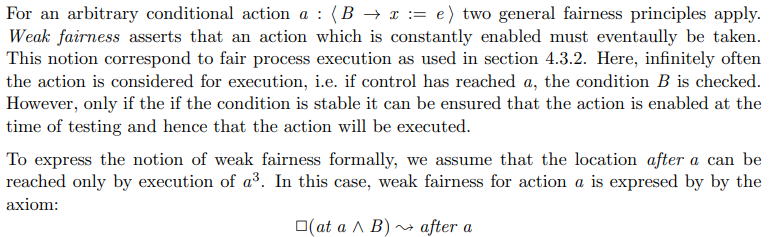 For an arbitrary conditional action a : ⟨ B → x := e ⟩ two general fairness principles apply.
Weak fairness asserts that an action which is constantly enabled must eventaully be taken.
This notion correspond to fair process execution as used in section 4.3.2. Here, infinitely often
the action is considered for execution, i.e. if control has reached a, the condition B is checked.
However, only if the if the condition is stable it can be ensured that the action is enabled at the
time of testing and hence that the action will be executed.
To express the notion of weak fairness formally, we assume that the location after a can be
reached only by execution of a³. In this case, weak fairness for action a is expresed by by the
axiom:
□(at a ∧ B) ⇝ after a